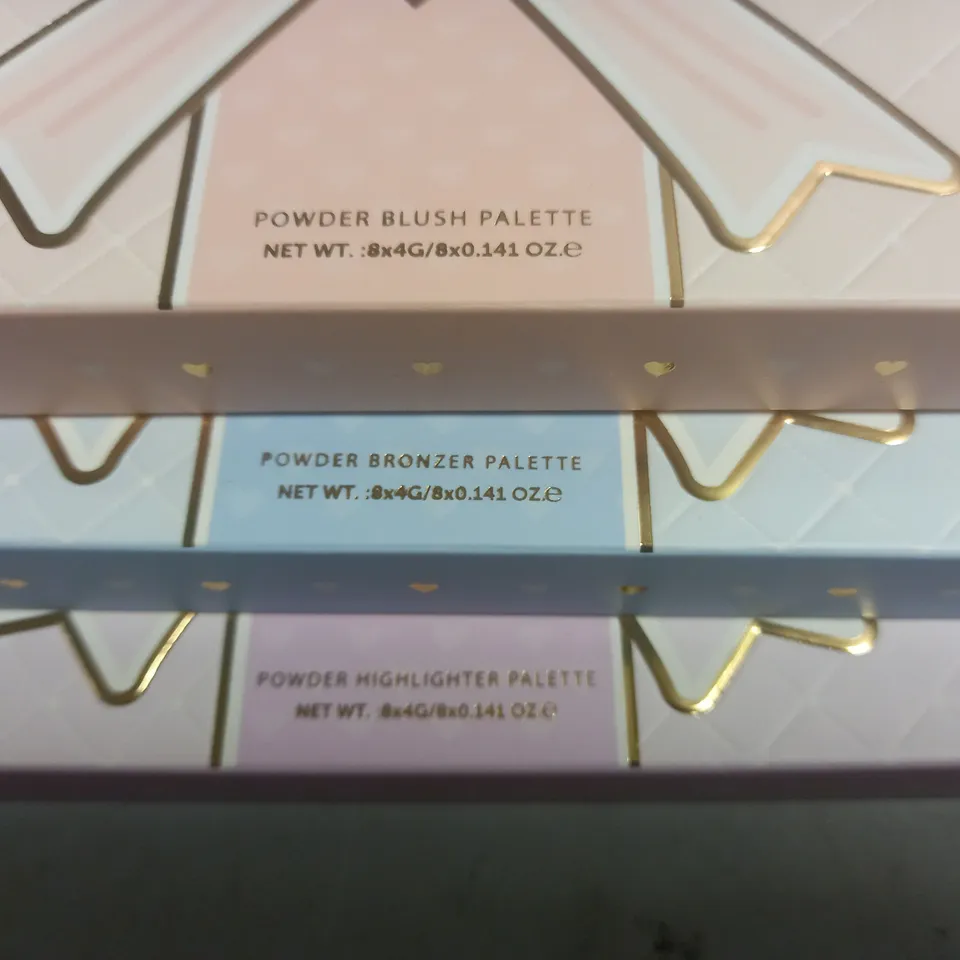 POWDER BLUSH PALETTE
NET WT. :8x4G/8x0.141 OZ.℮
POWDER BRONZER PALETTE
NET WT. :8x4G/8x0.141 OZ.℮
POWDER HIGHLIGHTER PALETTE
NET WT. :8x4G/8x0.141 OZ.℮